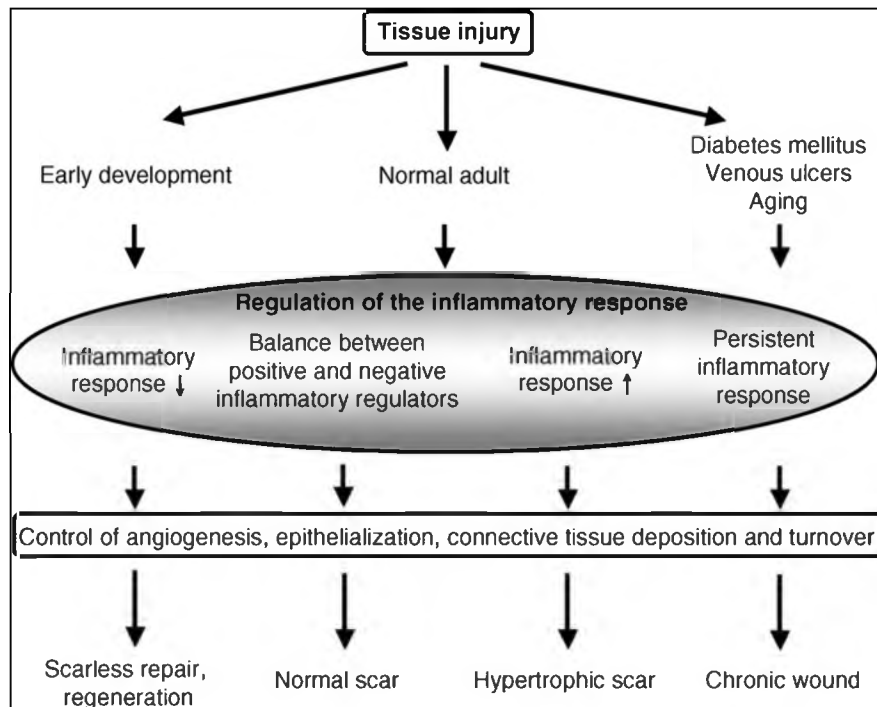 Tissue injury
Early development
Normal adult
Diabetes mellitus
Venous ulcers
Aging
Regulation of the inflammatory response
Inflammatory
response ↓
Balance between
positive and negative
inflammatory regulators
Inflammatory
response ↑
Persistent
inflammatory
response
Control of angiogenesis, epithelialization, connective tissue deposition and turnover
Scarless repair,
regeneration
Normal scar
Hypertrophic scar
Chronic wound